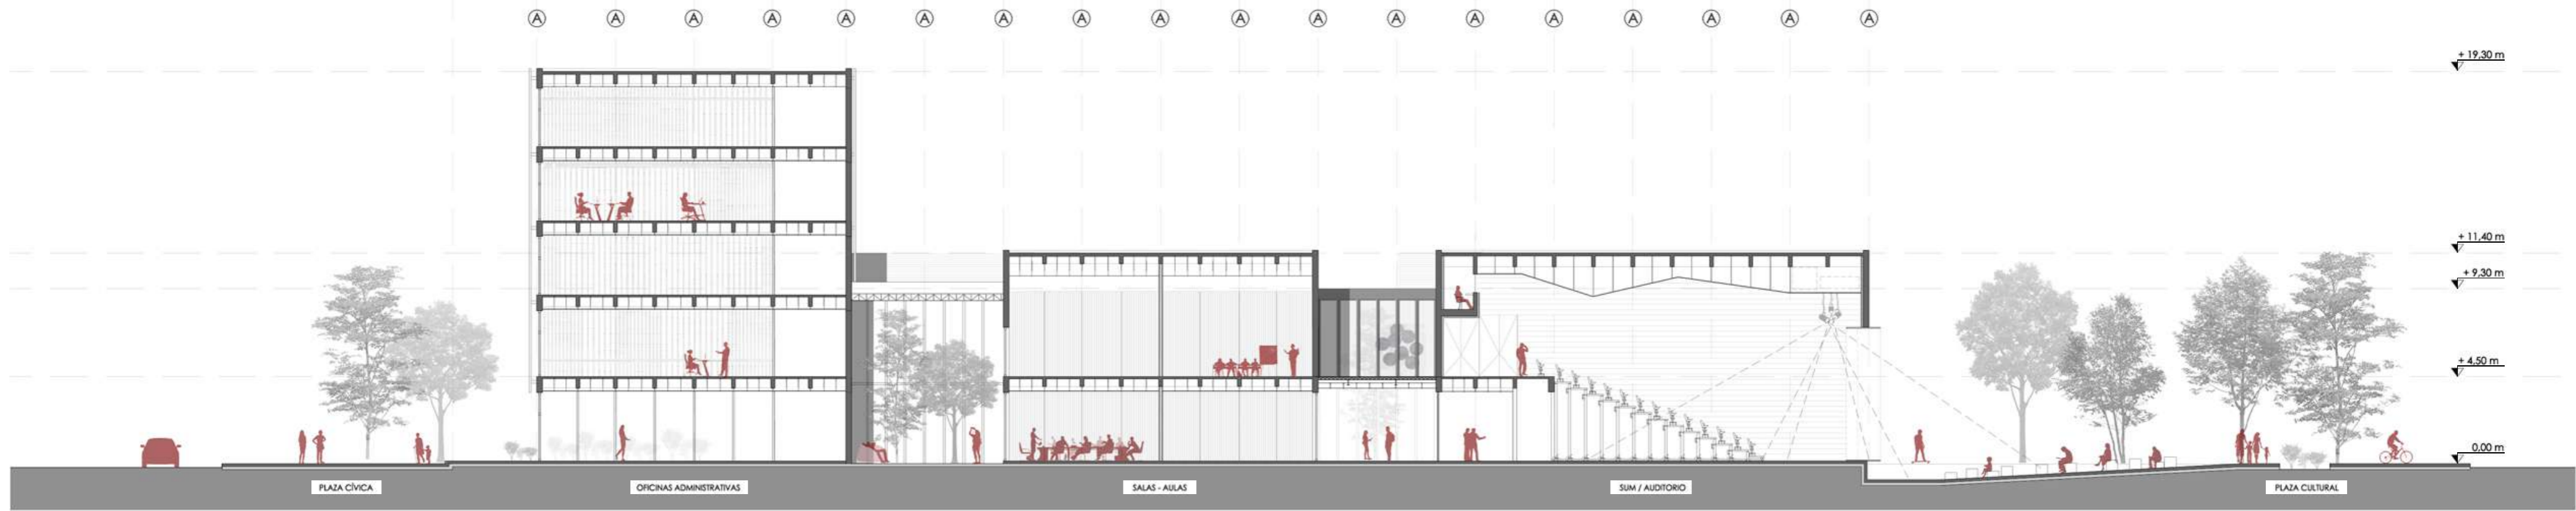 A A A A A A A A A A A A A A A A A A
+ 19,30 m
+ 11,40 m
+ 9,30 m
+ 4,50 m
0,00 m
PLAZA CÍVICA
OFICINAS ADMINISTRATIVAS
SALAS - AULAS
SUM / AUDITORIO
PLAZA CULTURAL